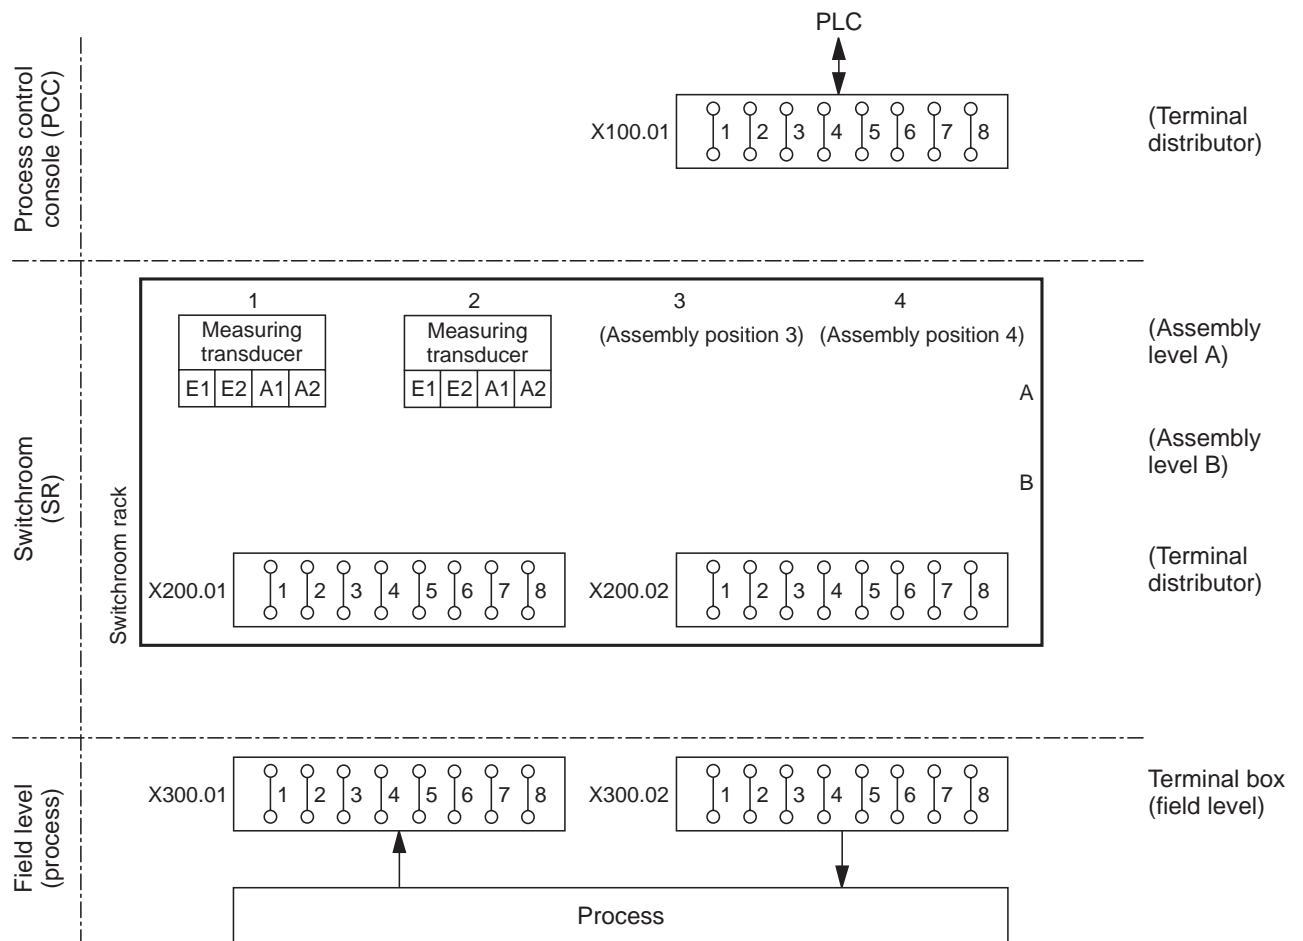 PLC
Process control
console (PCC)
X100.01
1 2 3 4 5 6 7 8
(Terminal
distributor)
Switchroom
(SR)
Switchroom rack
1 2 3 4
Measuring
transducer
E1 E2 A1 A2
Measuring
transducer
E1 E2 A1 A2
(Assembly position 3) (Assembly position 4)
A
B
(Assembly
level A)
(Assembly
level B)
X200.01
1 2 3 4 5 6 7 8
X200.02
1 2 3 4 5 6 7 8
(Terminal
distributor)
Field level
(process)
X300.01
1 2 3 4 5 6 7 8
X300.02
1 2 3 4 5 6 7 8
Terminal box
(field level)
Process